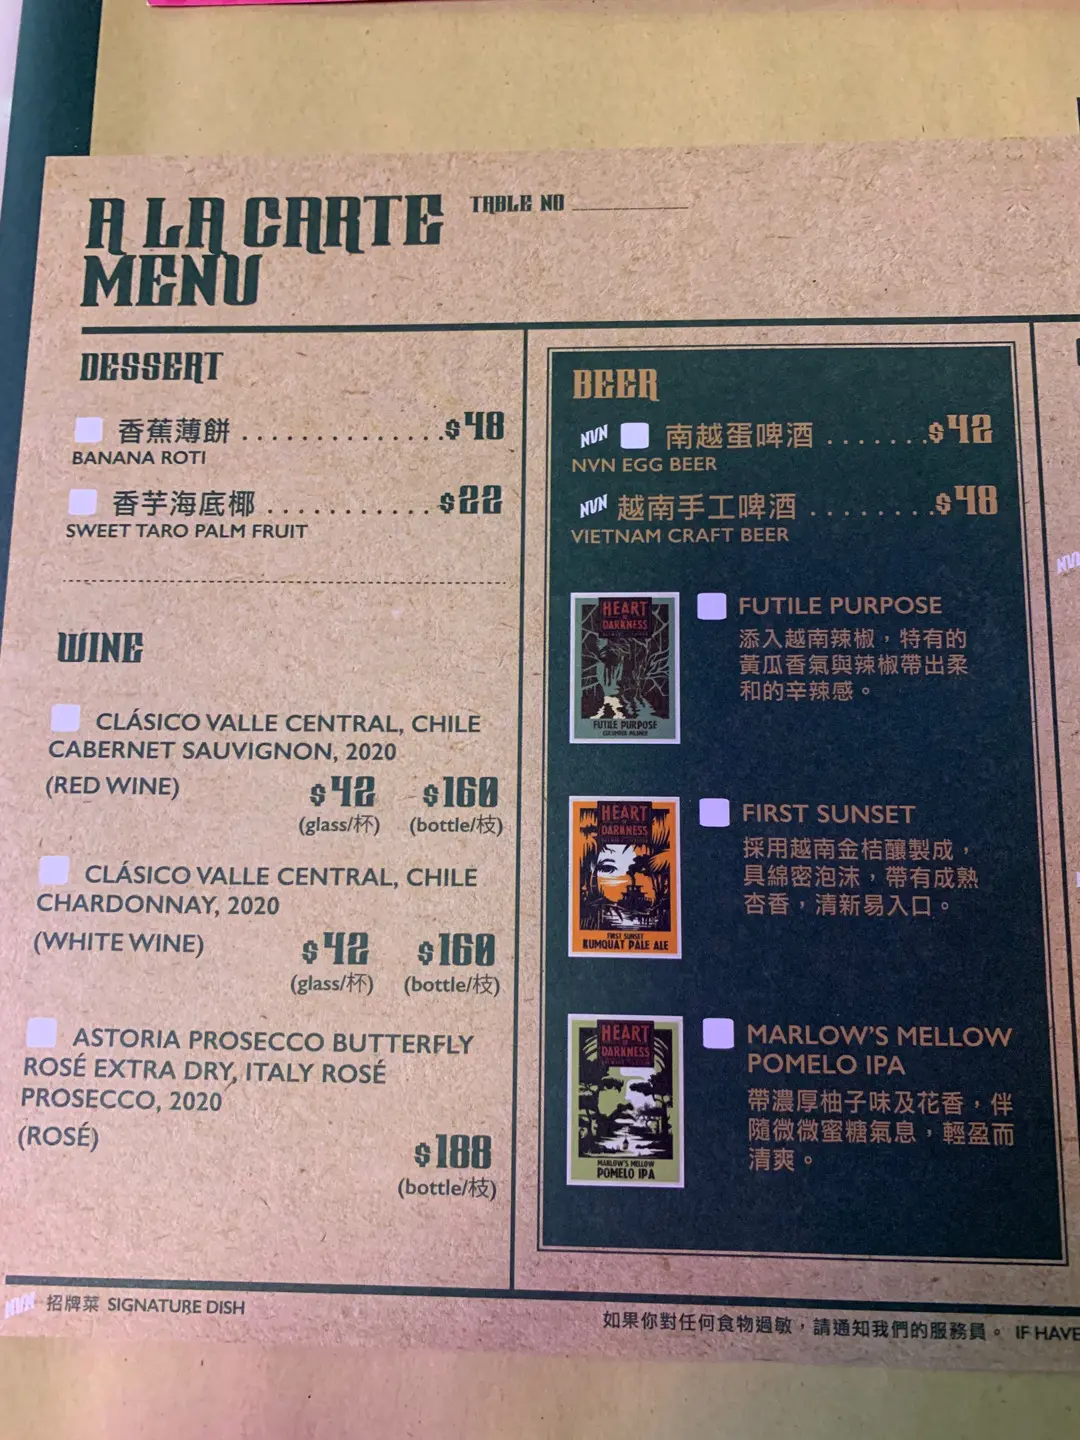 A LA CARTE
MENU
TABLE NO
DESSERT
香蕉薄餅 $48
BANANA ROTI
香芋海底椰 $22
SWEET TARO PALM FRUIT
WINE
CLÁSICO VALLE CENTRAL, CHILE
CABERNET SAUVIGNON, 2020
(RED WINE) $42 $160
(glass/杯) (bottle/枝)
CLÁSICO VALLE CENTRAL, CHILE
CHARDONNAY, 2020
(WHITE WINE) $42 $160
(glass/杯) (bottle/枝)
ASTORIA PROSECCO BUTTERFLY
ROSÉ EXTRA DRY, ITALY ROSÉ
PROSECCO, 2020
(ROSÉ)
$188
(bottle/枝)
BEER
NVN 南越蛋啤酒 $42
NVN EGG BEER
NVN 越南手工啤酒 $48
VIETNAM CRAFT BEER
HEART
OF
DARKNESS
FUTILE PURPOSE
CUCUMBER PILSNER
FUTILE PURPOSE
添入越南辣椒，特有的
黃瓜香氣與辣椒帶出柔
和的辛辣感。
HEART
OF
DARKNESS
FIRST SUNSET
KUMQUAT PALE ALE
FIRST SUNSET
採用越南金桔釀製成，
具綿密泡沫，帶有成熟
杏香，清新易入口。
HEART
OF
DARKNESS
MARLOW'S MELLOW
POMELO IPA
MARLOW'S MELLOW
POMELO IPA
帶濃厚柚子味及花香，伴
隨微微蜜糖氣息，輕盈而
清爽。
NVN
NVN 招牌菜 SIGNATURE DISH
如果你對任何食物過敏，請通知我們的服務員。 IF HAVE